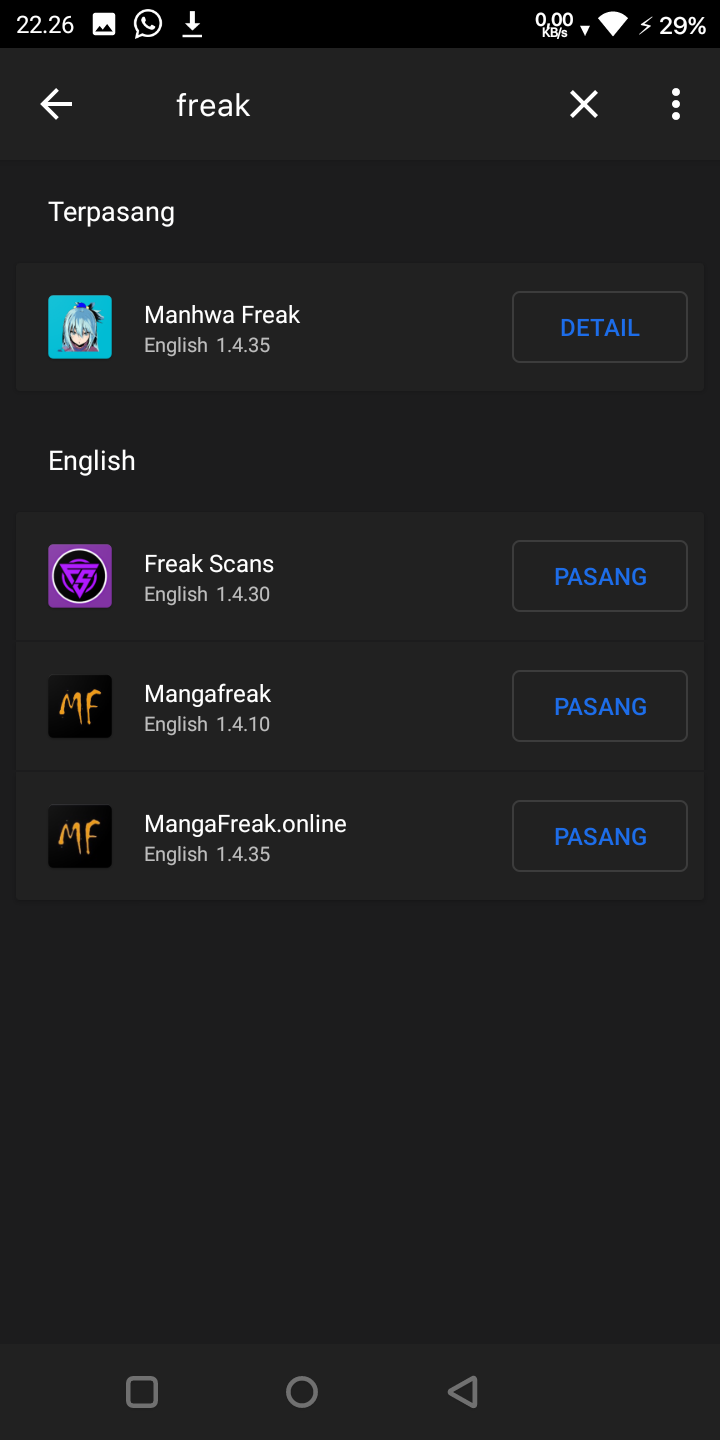 22.26
0,00
KB/s
29%
freak
Terpasang
Manhwa Freak
English 1.4.35
DETAIL
English
Freak Scans
English 1.4.30
PASANG
MF
Mangafreak
English 1.4.10
PASANG
MF
MangaFreak.online
English 1.4.35
PASANG